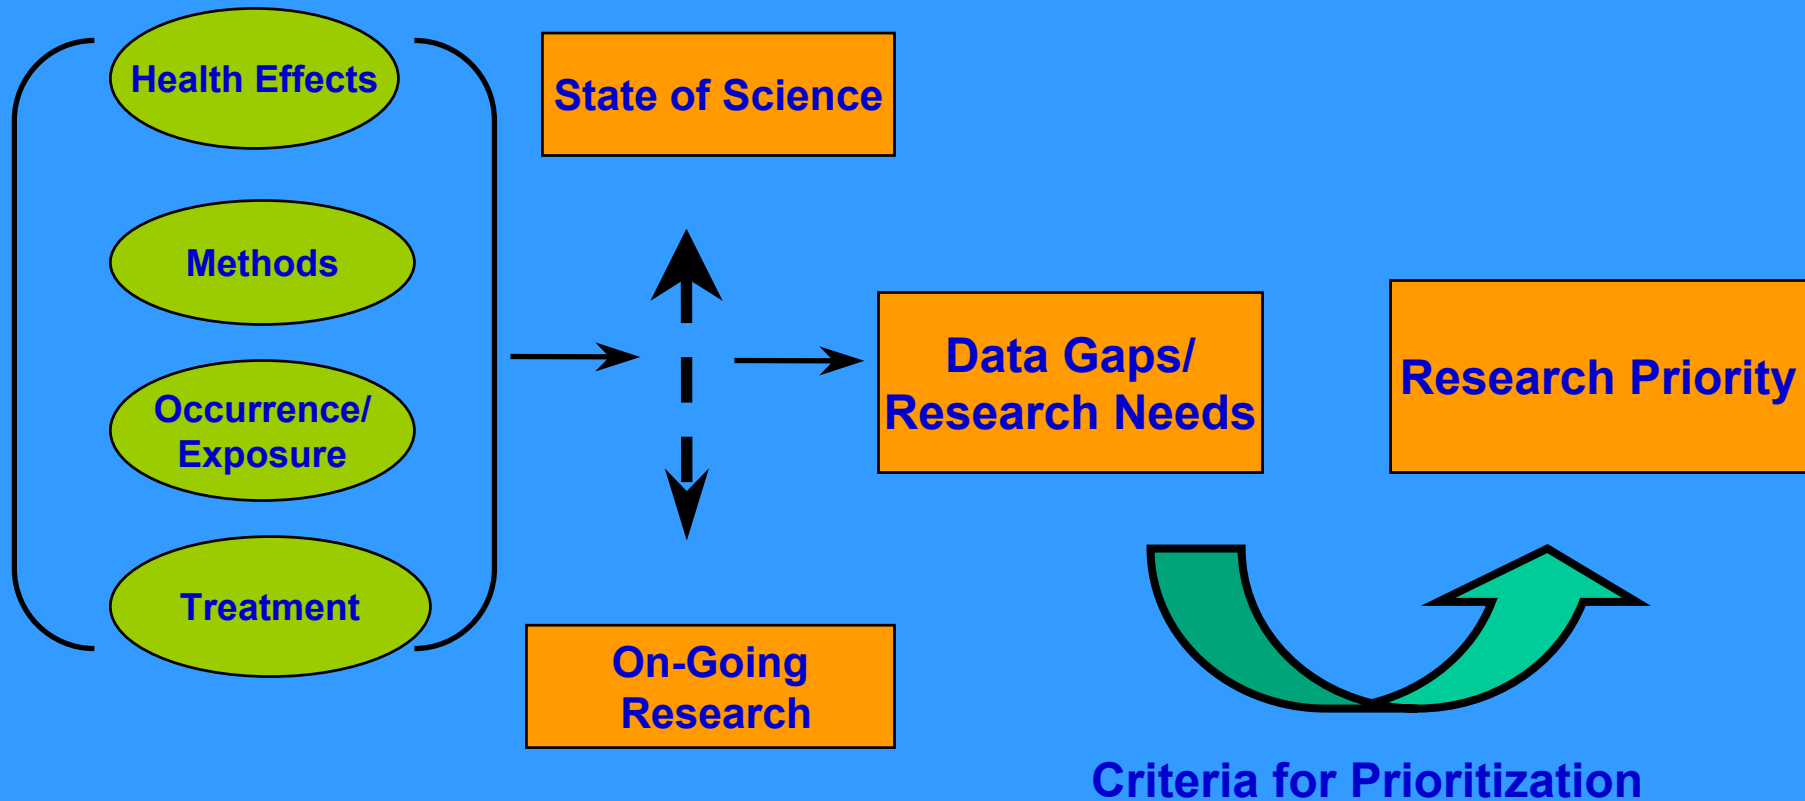 Health Effects
Methods
Occurrence/
Exposure
Treatment
State of Science
On-Going
Research
Data Gaps/
Research Needs
Research Priority
Criteria for Prioritization